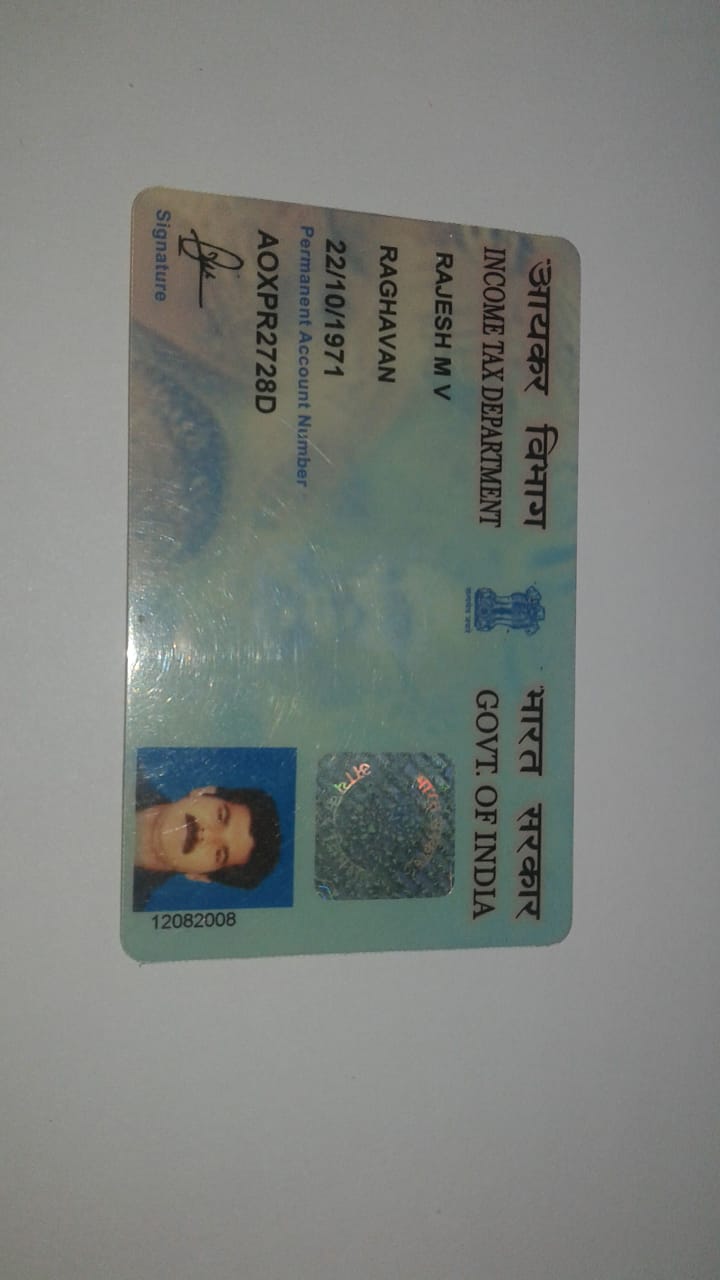 आयकर विभाग
INCOME TAX DEPARTMENT
भारत सरकार
GOVT. OF INDIA
RAJESH M V
RAGHAVAN
22/10/1971
Permanent Account Number
AOXPR2728D
Signature
12082008